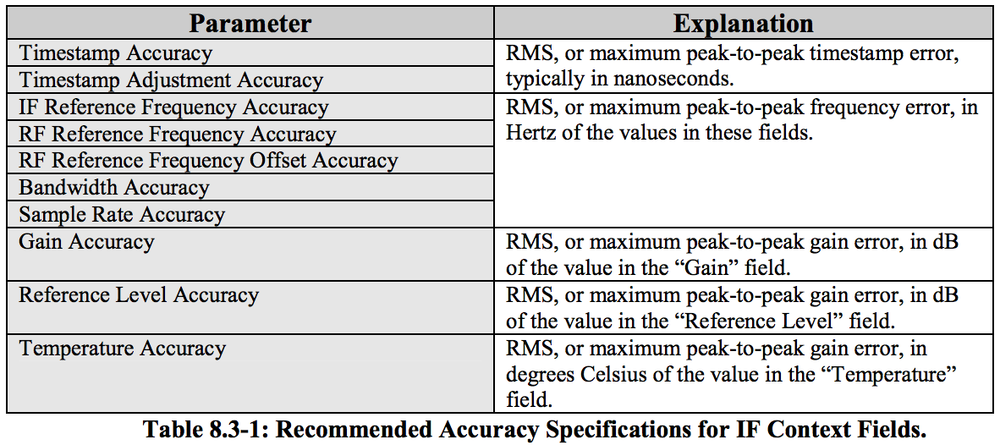 Parameter Explanation
Timestamp Accuracy
Timestamp Adjustment Accuracy
RMS, or maximum peak-to-peak timestamp error,
typically in nanoseconds.
IF Reference Frequency Accuracy
RF Reference Frequency Accuracy
RF Reference Frequency Offset Accuracy
Bandwidth Accuracy
Sample Rate Accuracy
RMS, or maximum peak-to-peak frequency error, in
Hertz of the values in these fields.
Gain Accuracy
RMS, or maximum peak-to-peak gain error, in dB
of the value in the “Gain” field.
Reference Level Accuracy
RMS, or maximum peak-to-peak gain error, in dB
of the value in the “Reference Level” field.
Temperature Accuracy
RMS, or maximum peak-to-peak gain error, in
degrees Celsius of the value in the “Temperature”
field.
Table 8.3-1: Recommended Accuracy Specifications for IF Context Fields.